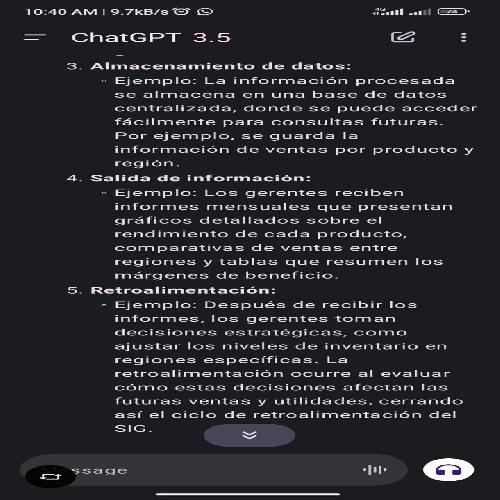 10:40 AM | 9.7kB/s
ChatGPT 3.5
3. Almacenamiento de datos:
Ejemplo: La información procesada
se almacena en una base de datos
centralizada, donde se puede acceder
fácilmente para consultas futuras.
Por ejemplo, se guarda la
información de ventas por producto y
región.
4. Salida de información:
Ejemplo: Los gerentes reciben
informes mensuales que presentan
gráficos detallados sobre el
rendimiento de cada producto,
comparativas de ventas entre
regiones y tablas que resumen los
márgenes de beneficio.
5. Retroalimentación:
Ejemplo: Después de recibir los
informes, los gerentes toman
decisiones estratégicas, como
ajustar los niveles de inventario en
regiones específicas. La
retroalimentación ocurre al evaluar
cómo estas decisiones afectan las
futuras ventas y utilidades, cerrando
así el ciclo de retroalimentación del
SIG.
ssage